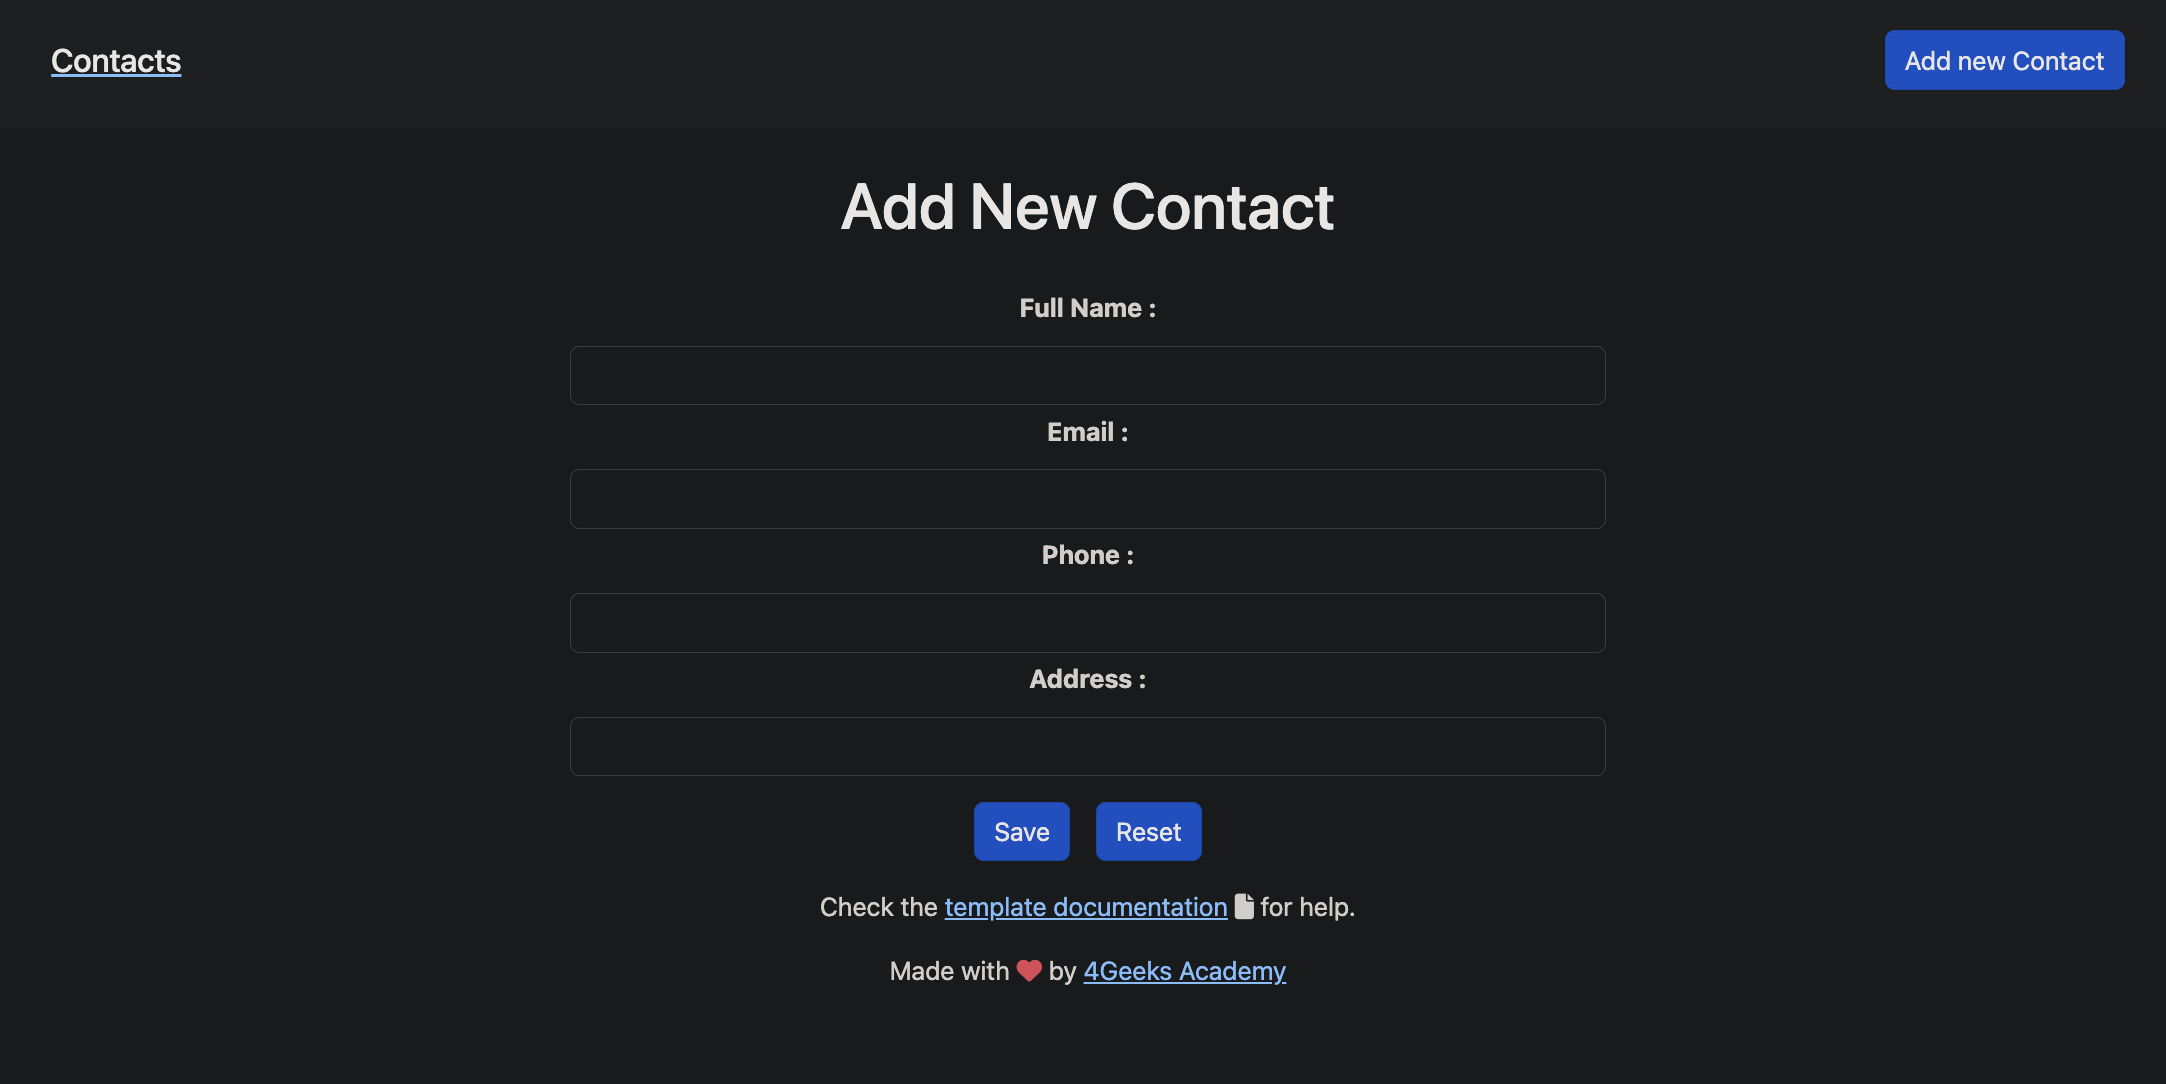 Contacts
Add new Contact
Add New Contact
Full Name :
Email :
Phone :
Address :
Save
Reset
Check the template documentation for help.
Made with by 4Geeks Academy